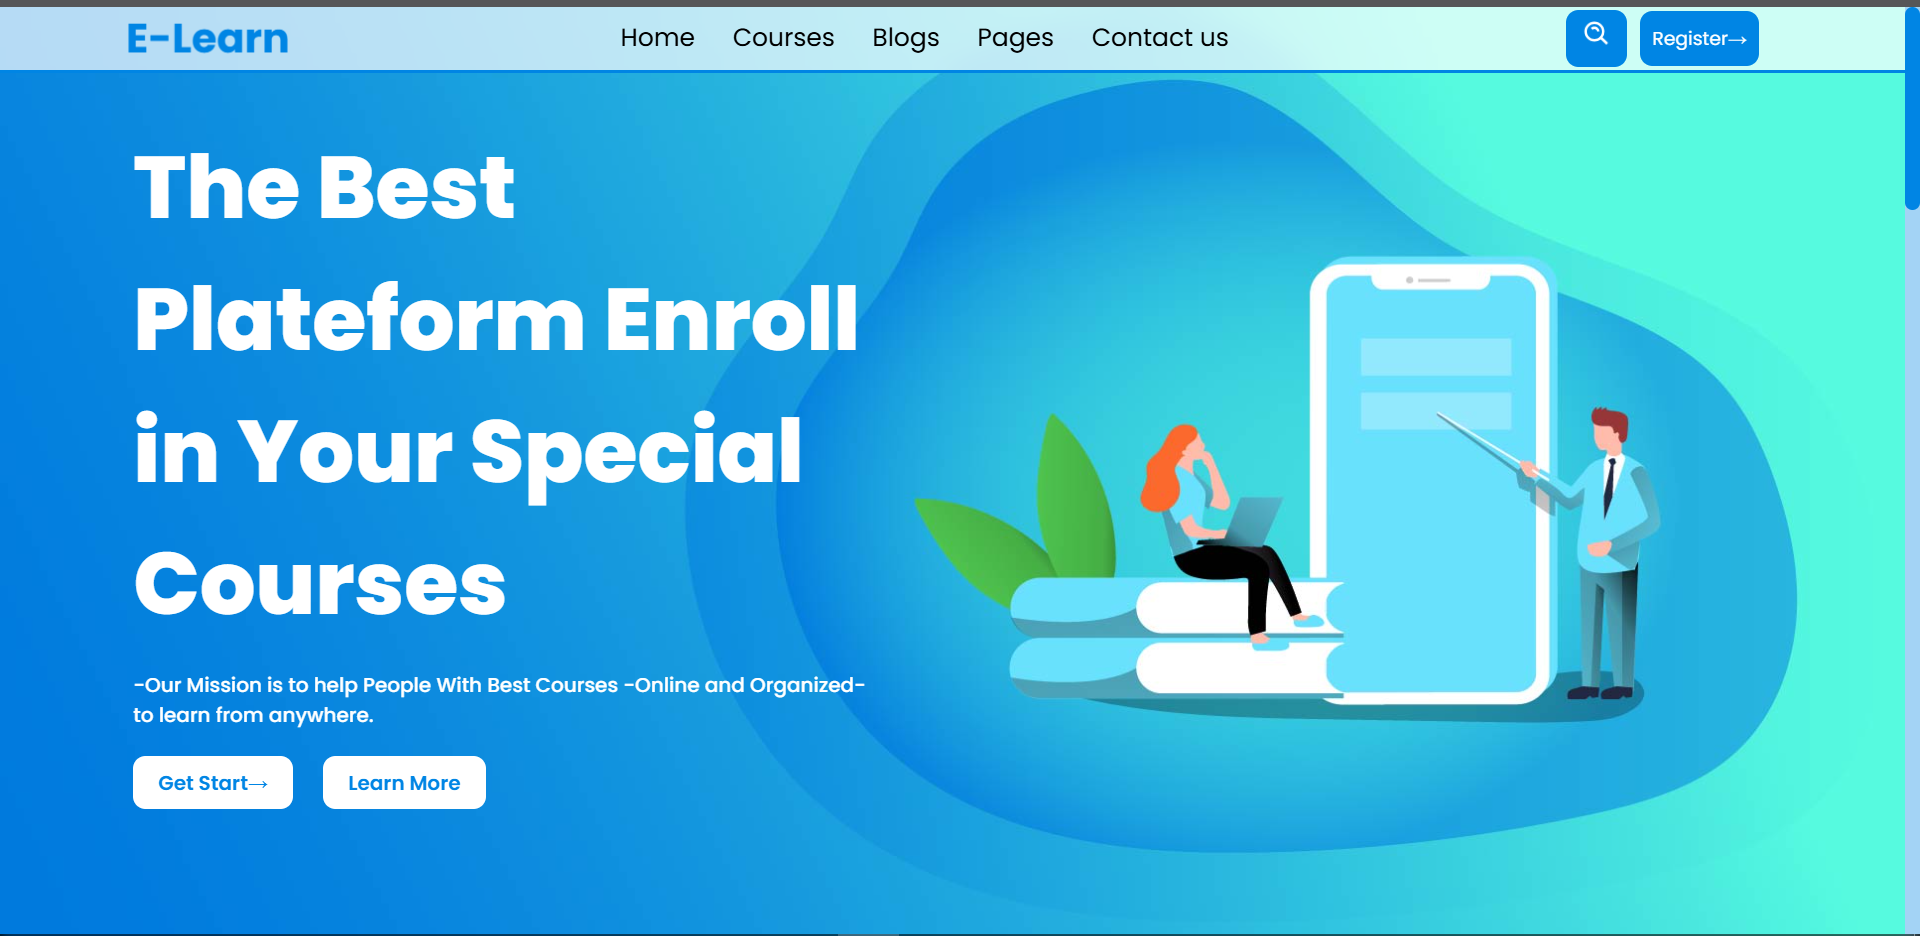 E-Learn
Home Courses Blogs Pages Contact us
Register→
The Best
Plateform Enroll
in Your Special
Courses
-Our Mission is to help People With Best Courses -Online and Organized-
to learn from anywhere.
Get Start→ Learn More